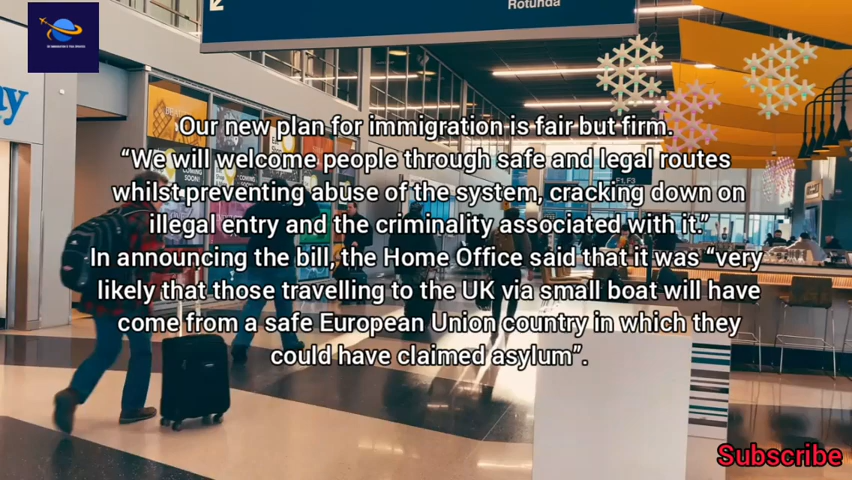 Rotunda
Our new plan for immigration is fair but firm.
“We will welcome people through safe and legal routes
whilst preventing abuse of the system, cracking down on
illegal entry and the criminality associated with it.”
In announcing the bill, the Home Office said that it was “very
likely that those travelling to the UK via small boat will have
come from a safe European Union country in which they
could have claimed asylum”.
Subscribe